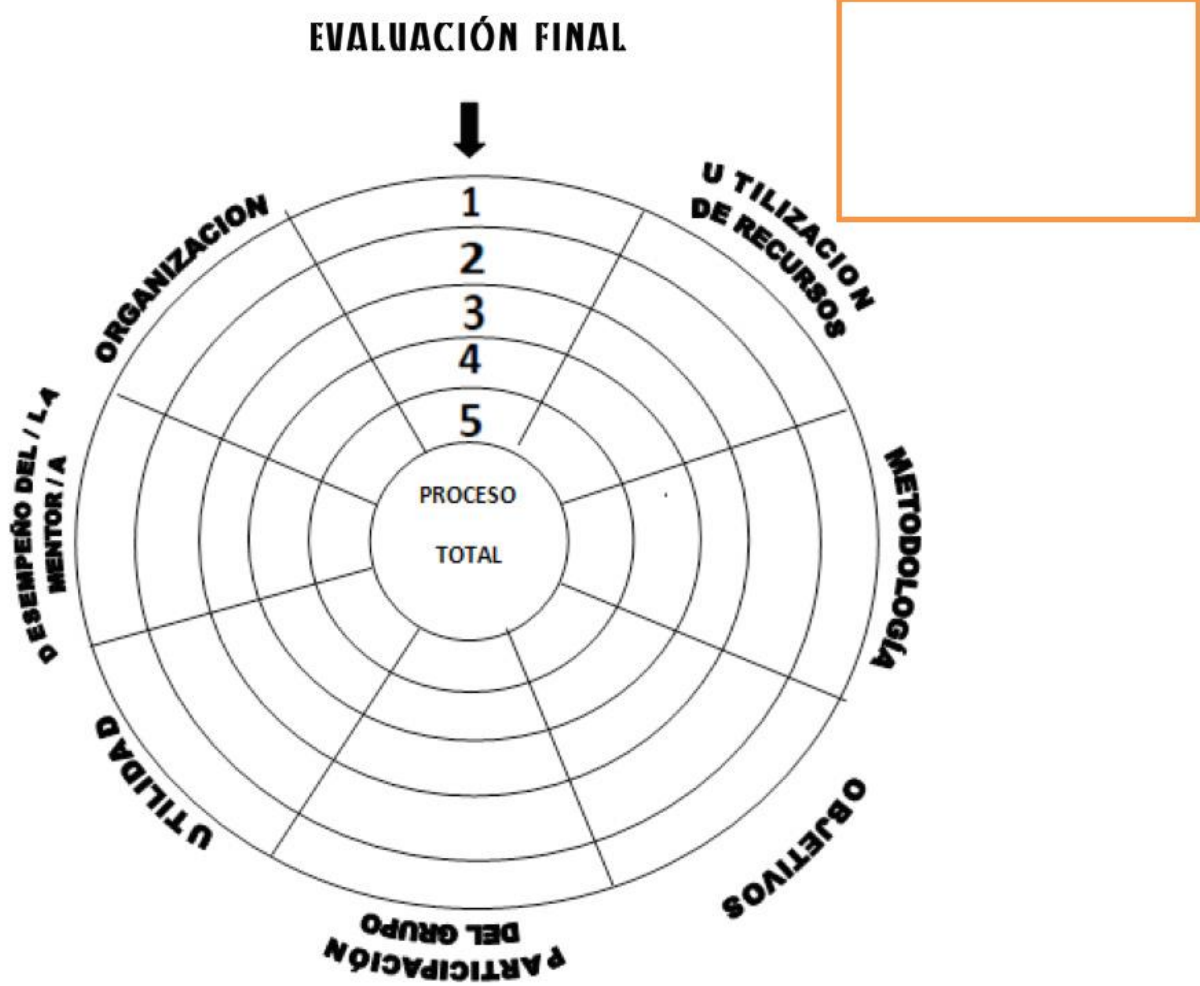 EVALUACIÓN FINAL
1
2
3
4
5
PROCESO
TOTAL
U TILIZACION
DE RECURSOS
METODOLOGÍA
OBJETIVOS
PARTICIPACIÓN
DEL GRUPO
UTILIDAD
DESEMPEÑO DEL / LA
MENTOR / A
ORGANIZACION